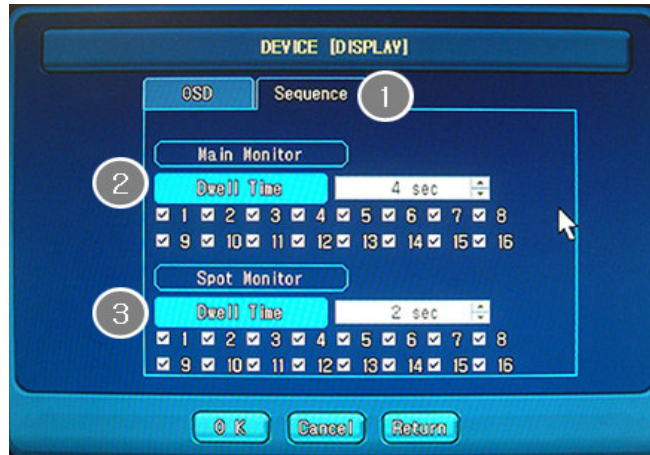 DEVICE [DISPLAY]
OSD Sequence 1
Main Monitor
2 Dwell Time 4 sec
1 2 3 4 5 6 7 8
9 10 11 12 13 14 15 16
Spot Monitor
3 Dwell Time 2 sec
1 2 3 4 5 6 7 8
9 10 11 12 13 14 15 16
OK Cancel Return